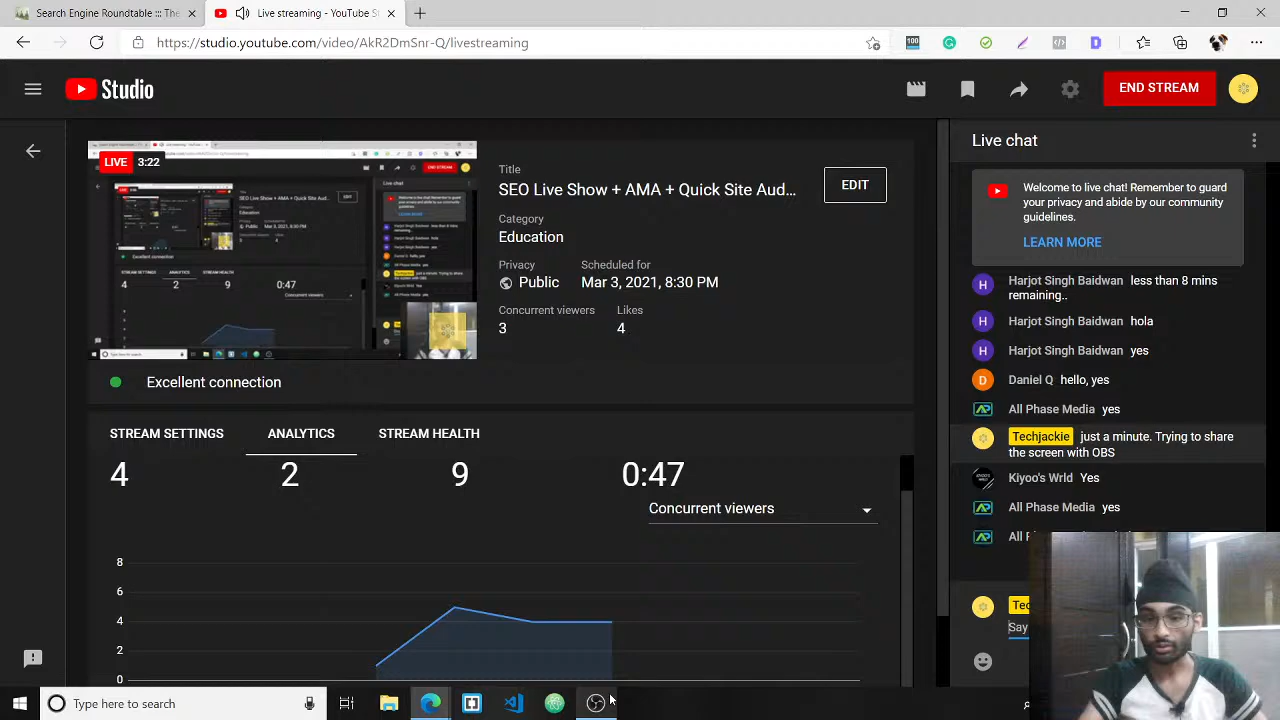 Search Engine Roundtable ::: The
Live streaming - YouTube S
https://studio.youtube.com/video/AkR2DmSnr-Q/livestreaming
100
Studio
END STREAM
LIVE 3:22
Title
SEO Live Show + AMA + Quick Site Aud...
EDIT
Category
Education
Privacy
Public
Scheduled for
Mar 3, 2021, 8:30 PM
Concurrent viewers
3
Likes
4
Excellent connection
STREAM SETTINGS
ANALYTICS
STREAM HEALTH
4
2
9
0:47
Concurrent viewers
8
6
4
2
0
Live chat
Welcome to live chat! Remember to guard
your privacy and abide by our community
guidelines.
LEARN MORE
Harjot Singh Baidwan less than 8 mins
remaining..
Harjot Singh Baidwan hola
Harjot Singh Baidwan yes
Daniel Q hello, yes
All Phase Media yes
Techjackie just a minute. Trying to share
the screen with OBS
Kiyoo's Wrld Yes
All Phase Media yes
All
Say
Type here to search